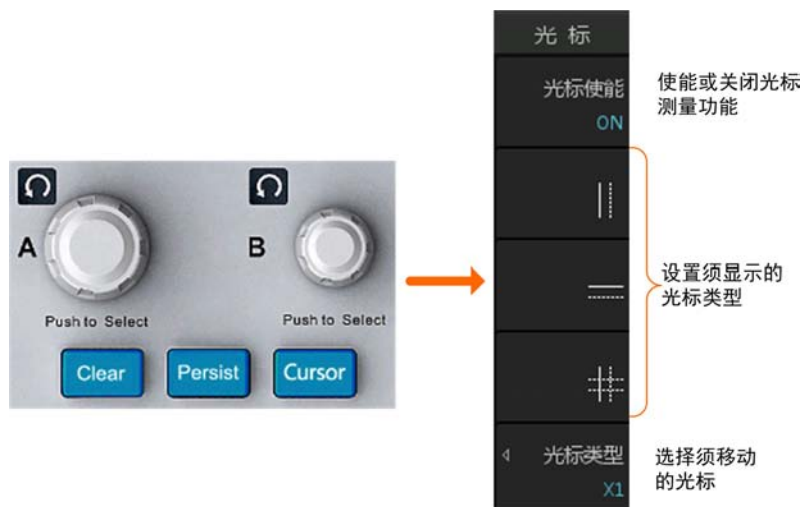 A
B
Push to Select
Push to Select
Clear
Persist
Cursor
光标
光标使能
ON
光标类型
X1
使能或关闭光标
测量功能
设置须显示的
光标类型
选择须移动
的光标